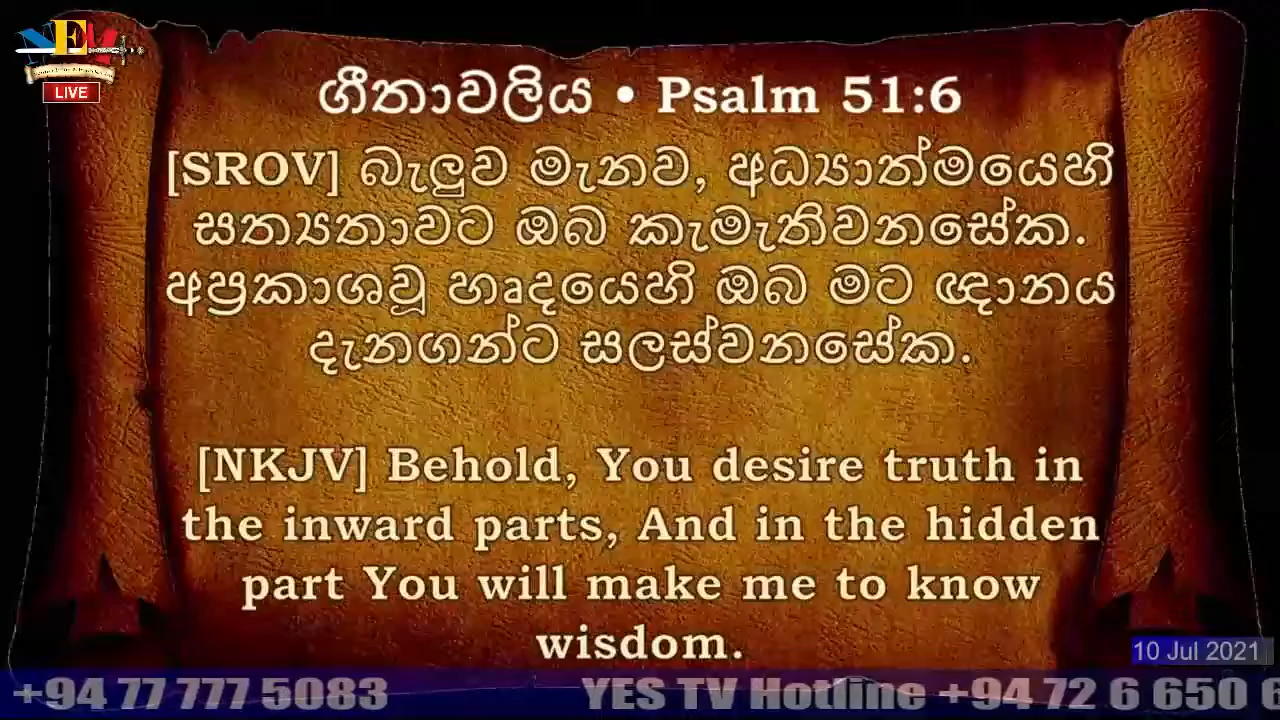 LIVE
ගීතාවලිය • Psalm 51:6
[SROV] බැලුව මැනව, අධ්‍යාත්මයෙහි
සත්‍යතාවට ඔබ කැමැතිවනසේක.
අප්‍රකාශවූ හෘදයෙහි ඔබ මට ඥානය
දැනගන්ට සලස්වනසේක.
[NKJV] Behold, You desire truth in
the inward parts, And in the hidden
part You will make me to know
wisdom.
10 Jul 2021
+94 77 777 5083 YES TV Hotline +94 72 6 650 6